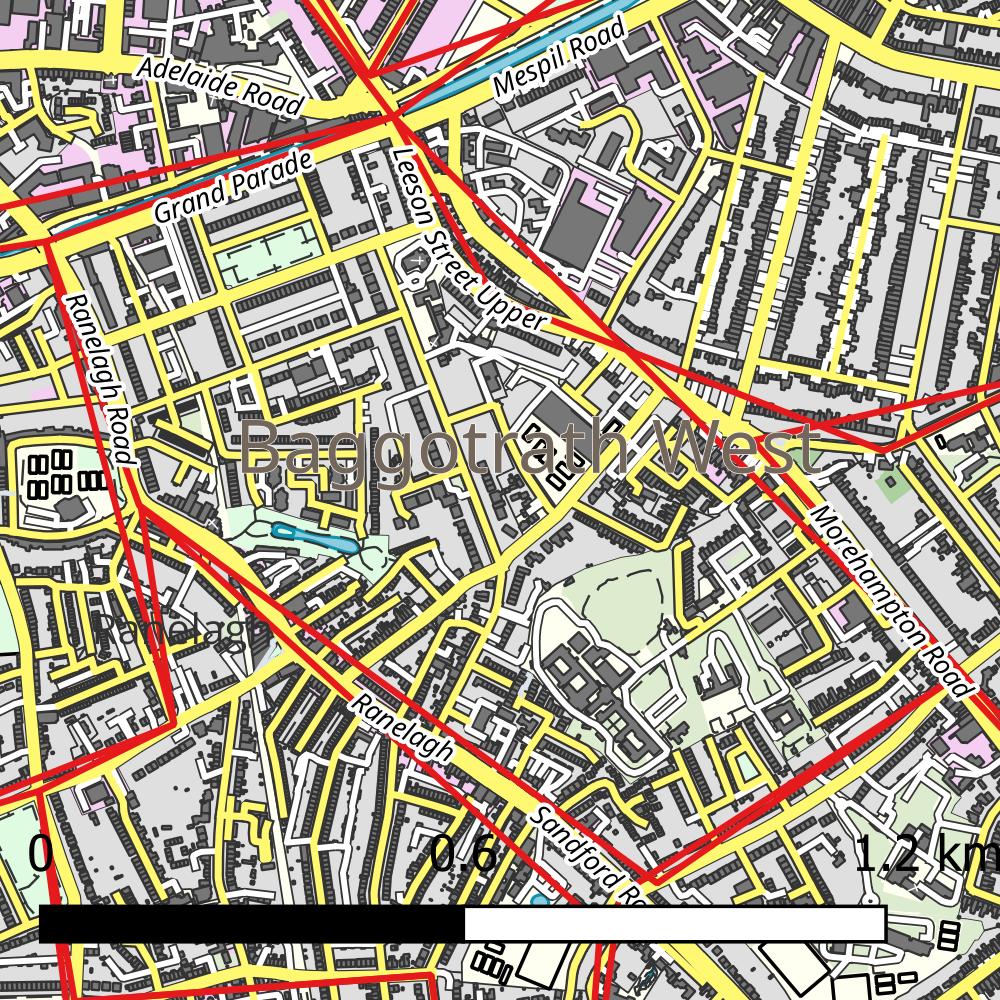 Mespil Road
Adelaide Road
Grand Parade
Leeson Street Upper
Ranelagh Road
Baggotrath West
Morehampton Road
Ranelagh
Ranelagh
Sandford Ro
0
0.6
1.2 km